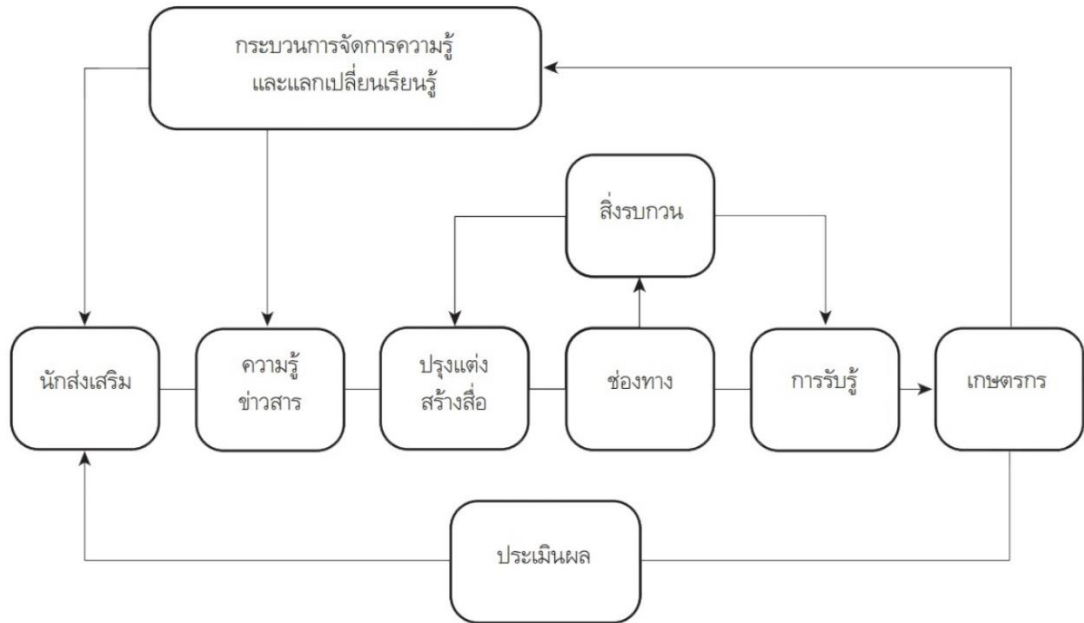 กระบวนการจัดการความรู้
และแลกเปลี่ยนเรียนรู้
สิ่งรบกวน
นักส่งเสริม
ความรู้
ข่าวสาร
ปรุงแต่ง
สร้างสื่อ
ช่องทาง
การรับรู้
เกษตรกร
ประเมินผล